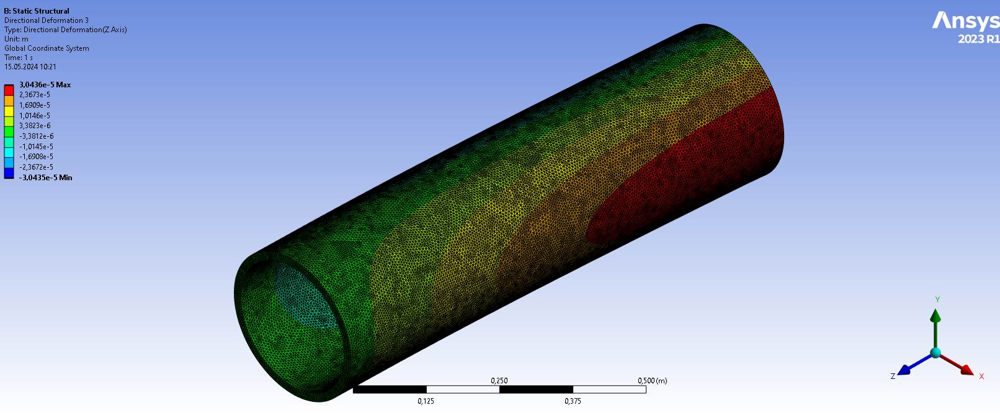 B: Static Structural
Directional Deformation 3
Type: Directional Deformation(Z Axis)
Unit: m
Global Coordinate System
Time: 1 s
15.05.2024 10:21
3,0436e-5 Max
2,3673e-5
1,6909e-5
1,0146e-5
3,3823e-6
-3,3812e-6
-1,0145e-5
-1,6908e-5
-2,3672e-5
-3,0435e-5 Min
Ansys
2023 R1
Y
Z
X
0,250
0,500 (m)
0,125
0,375